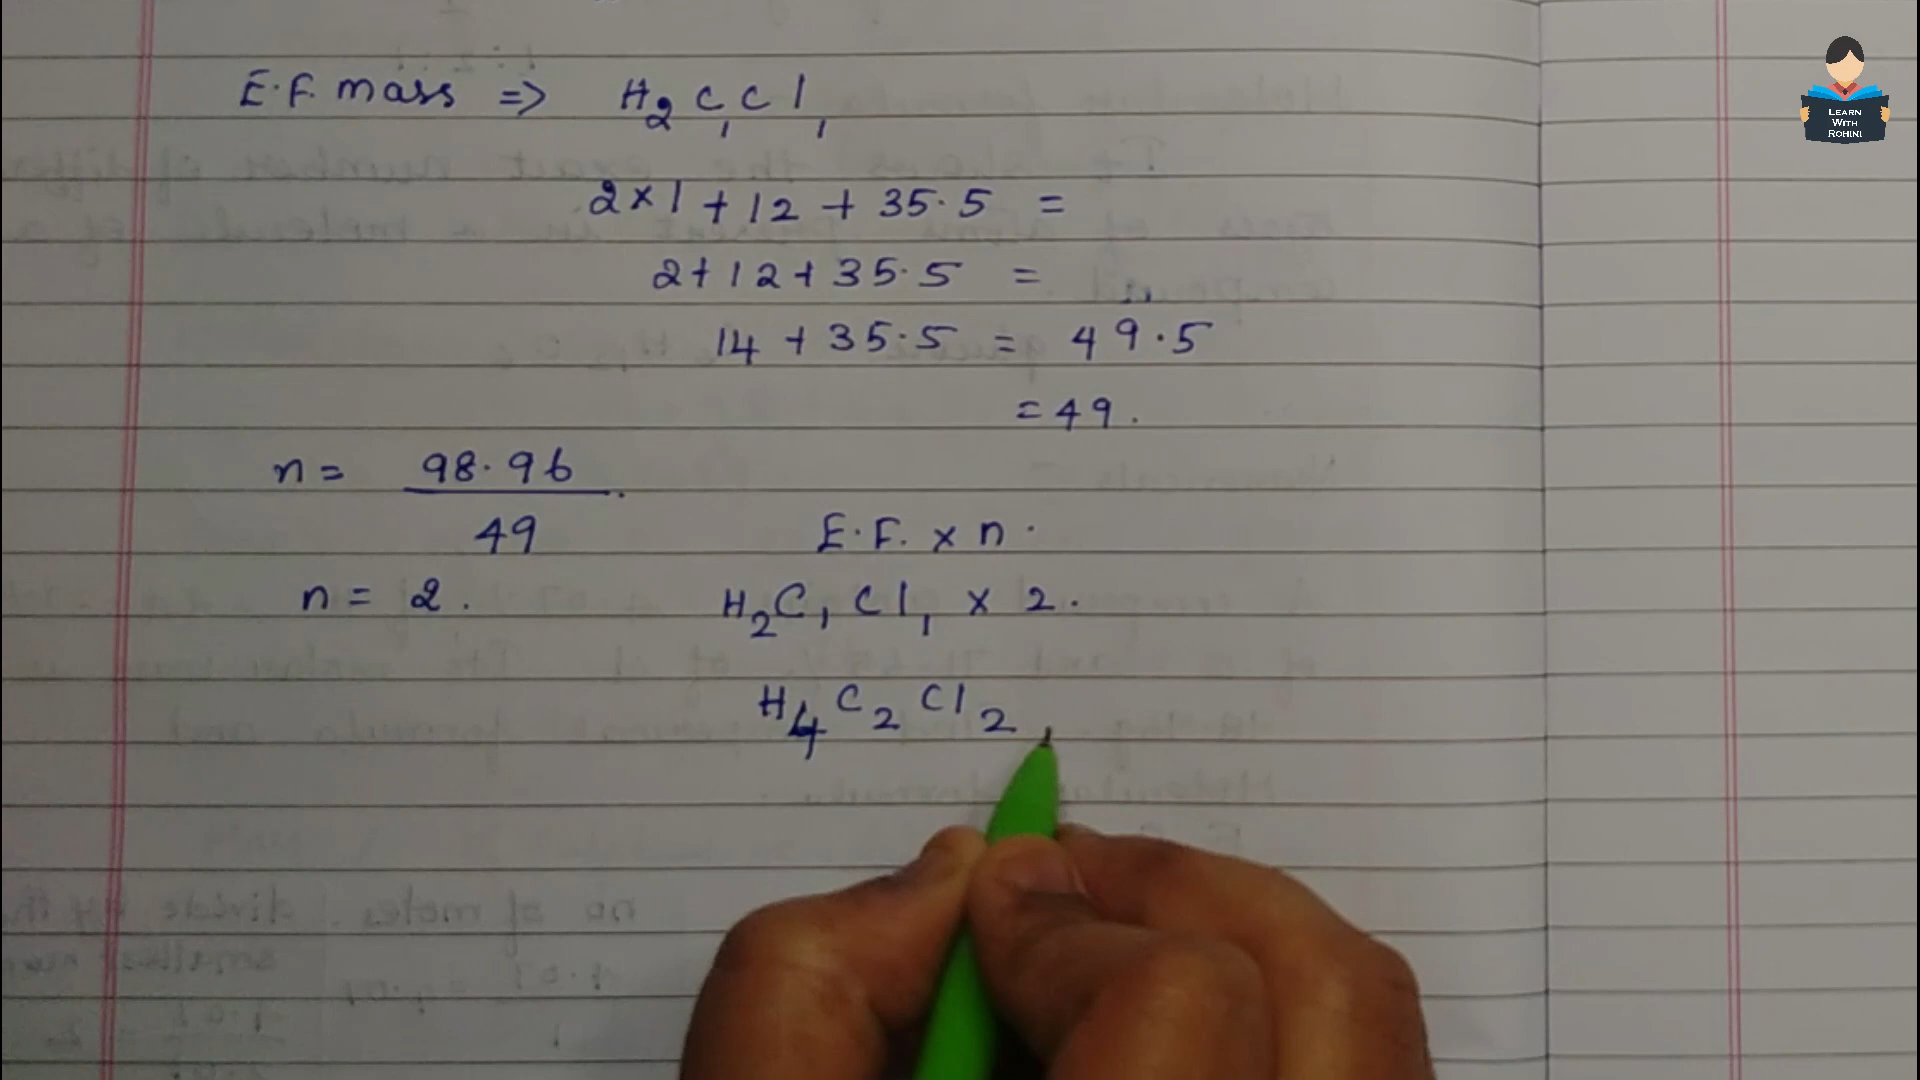 E.F. mass => H2C1Cl1
2×1 + 12 + 35.5 =
2+12+35.5 =
14 + 35.5 = 49.5
= 49.
n = 98.96 / 49
E.F. × n.
n = 2.
H2C1Cl1 × 2.
H4C2Cl2
LEARN
WITH
ROHINI